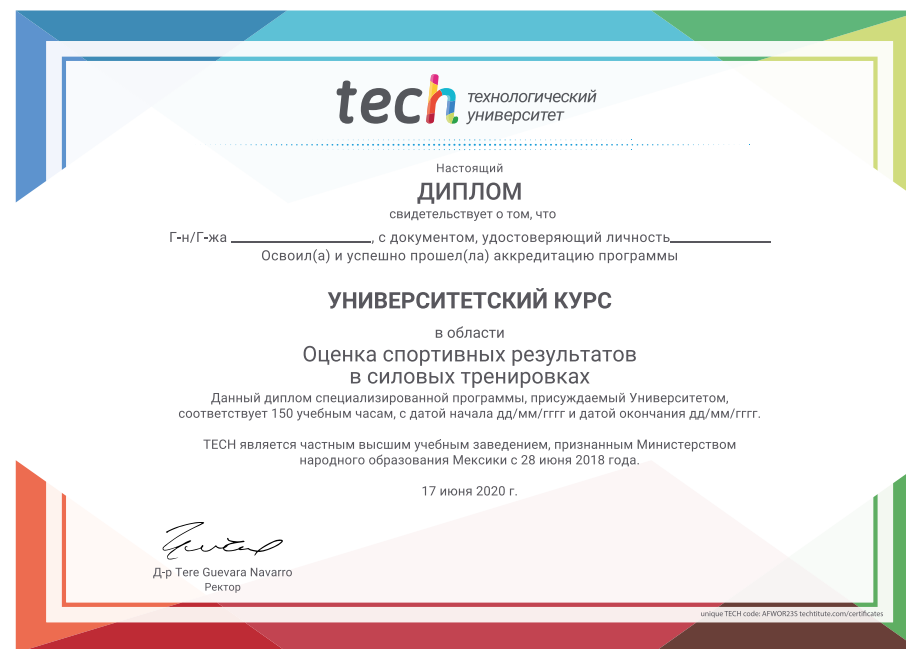 tech технологический
университет
Настоящий
ДИПЛОМ
свидетельствует о том, что
Г-н/Г-жа ____________________, с документом, удостоверяющий личность______________
Освоил(а) и успешно прошел(ла) аккредитацию программы
УНИВЕРСИТЕТСКИЙ КУРС
в области
Оценка спортивных результатов
в силовых тренировках
Данный диплом специализированной программы, присуждаемый Университетом,
соответствует 150 учебным часам, с датой начала дд/мм/гггг и датой окончания дд/мм/гггг.
TECH является частным высшим учебным заведением, признанным Министерством
народного образования Мексики с 28 июня 2018 года.
17 июня 2020 г.
Д-р Tere Guevara Navarro
Ректор
unique TECH code: AFWOR23S techtitute.com/certificates